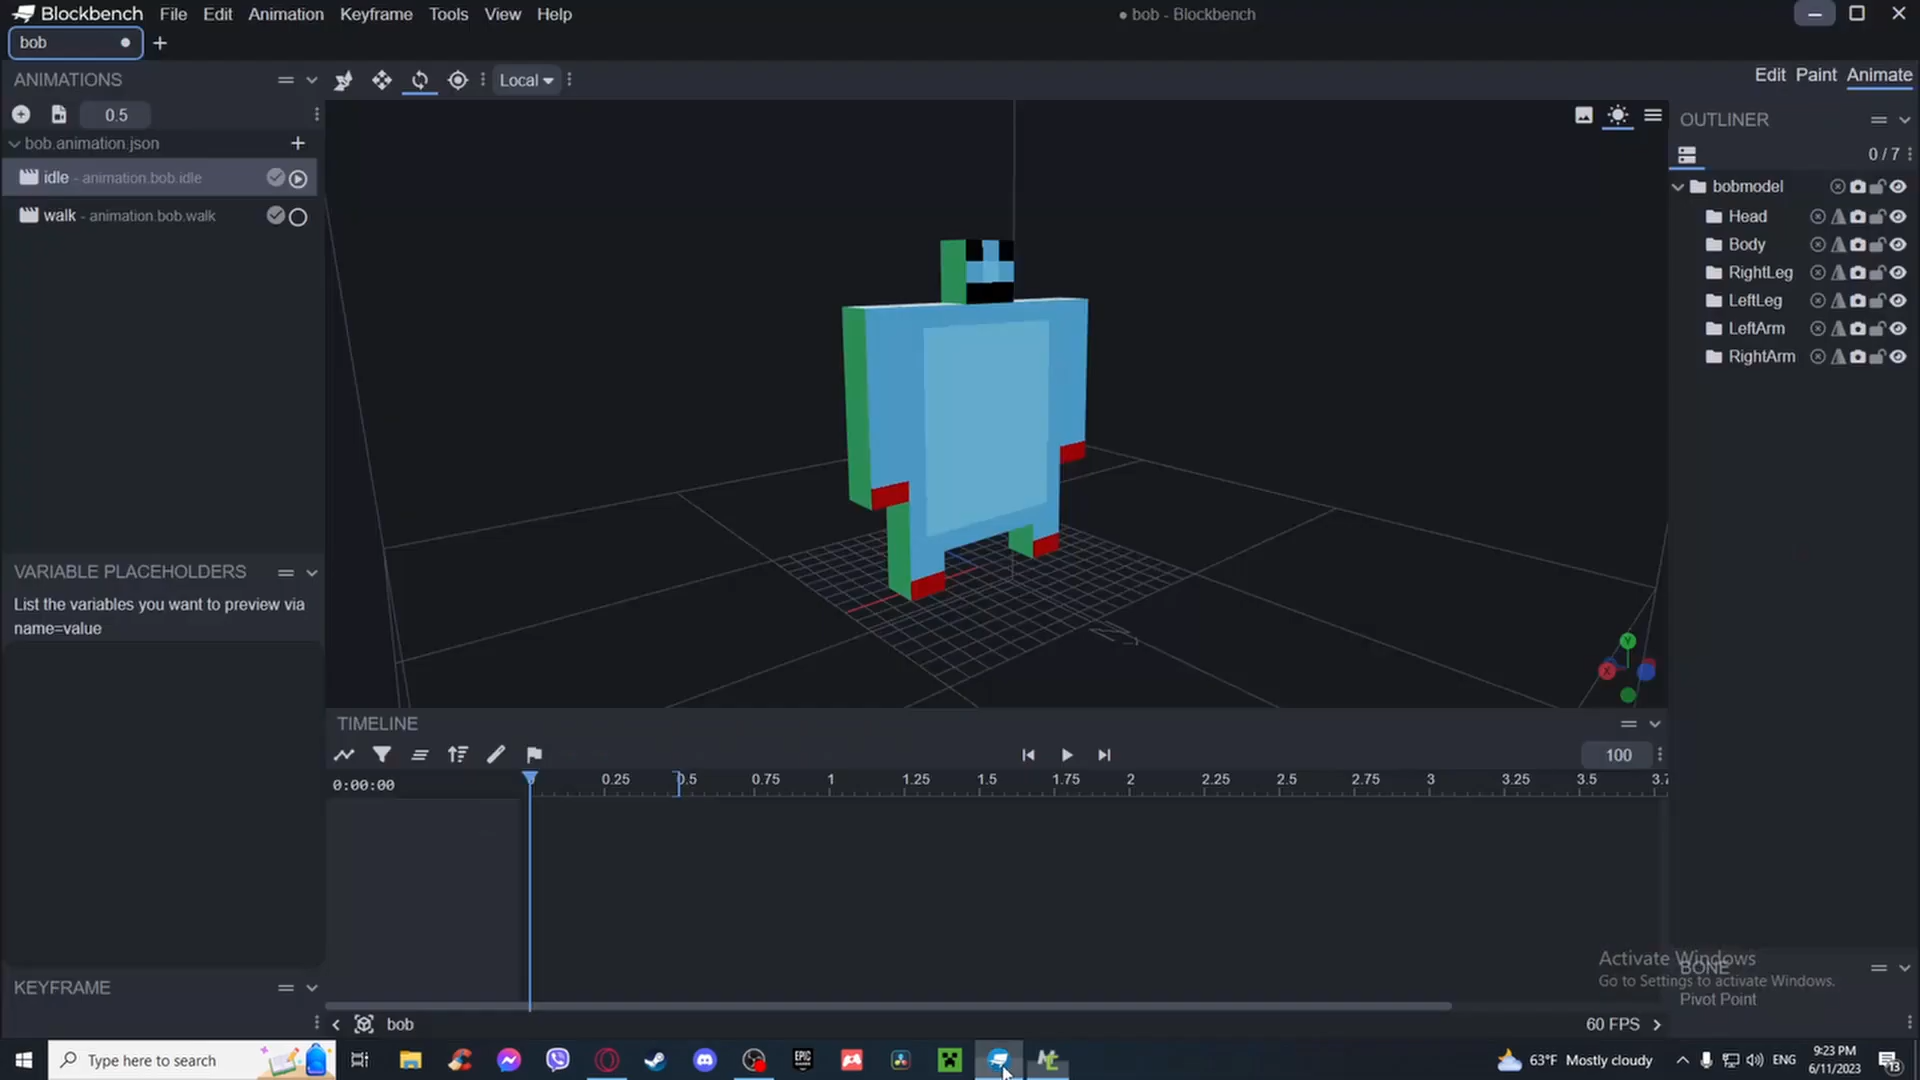 Blockbench File Edit Animation Keyframe Tools View Help
● bob - Blockbench
bob
ANIMATIONS
Local
Edit Paint Animate
0.5
OUTLINER
bob.animation.json
0 / 7
idle - animation.bob.idle
bobmodel
walk - animation.bob.walk
Head
Body
RightLeg
LeftLeg
LeftArm
RightArm
VARIABLE PLACEHOLDERS
List the variables you want to preview via
name=value
Y
X
TIMELINE
100
0:00:00
0 0.25 0.5 0.75 1 1.25 1.5 1.75 2 2.25 2.5 2.75 3 3.25 3.5 3.7
Activate Windows
BONE
Go to Settings to activate Windows.
KEYFRAME
Pivot Point
bob
60 FPS
Type here to search
EPIC
63°F Mostly cloudy
ENG
9:23 PM
6/11/2023
13